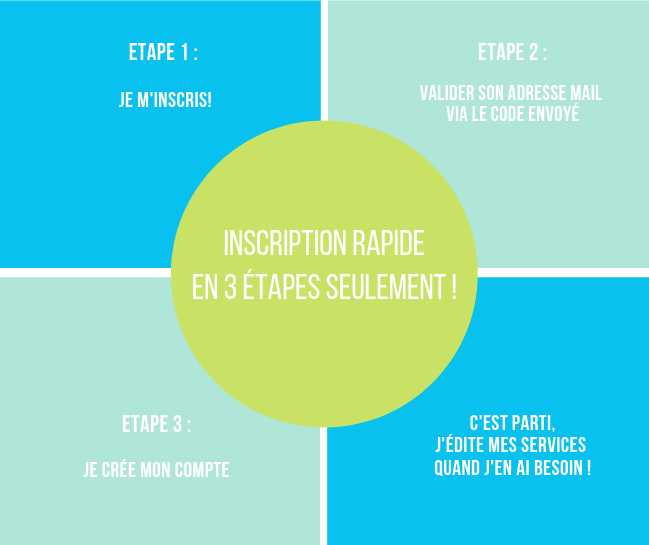 ETAPE 1 :
JE M'INSCRIS!
ETAPE 2 :
VALIDER SON ADRESSE MAIL
VIA LE CODE ENVOYÉ
INSCRIPTION RAPIDE
EN 3 ÉTAPES SEULEMENT !
ETAPE 3 :
JE CRÉE MON COMPTE
C'EST PARTI,
J'ÉDITE MES SERVICES
QUAND J'EN AI BESOIN !